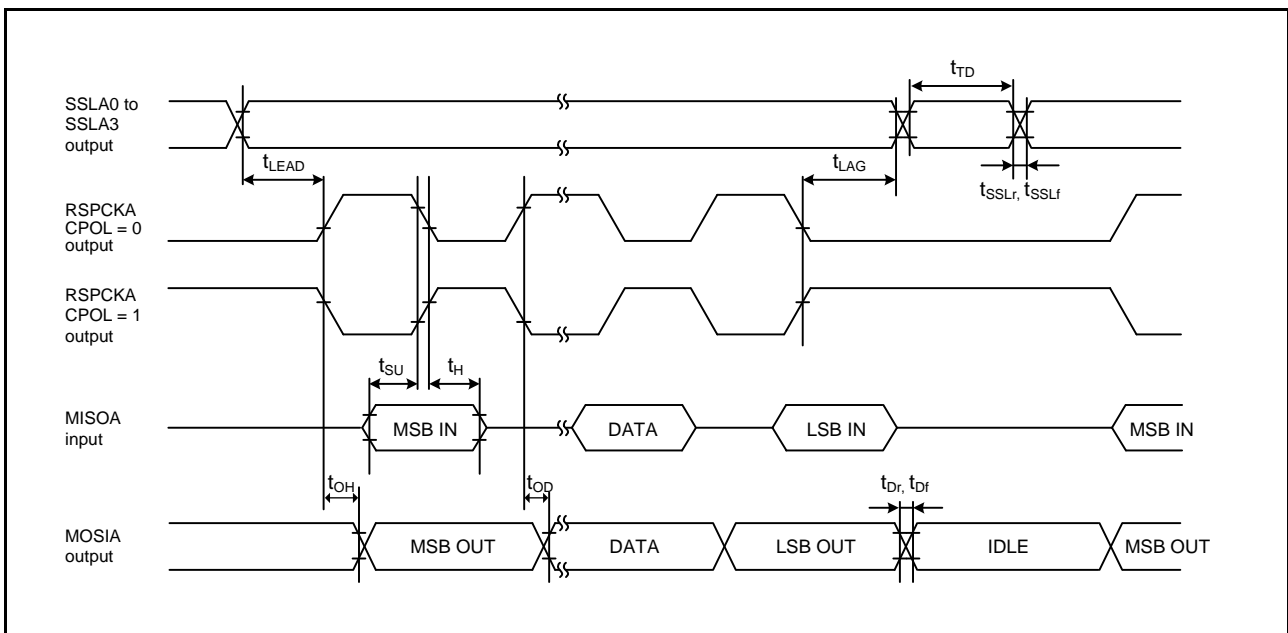 tTD
SSLA0 to
SSLA3
output
tLEAD
tLAG
tSSLr, tSSLf
RSPCKA
CPOL = 0
output
RSPCKA
CPOL = 1
output
tSU
tH
MISOA
input
MSB IN
DATA
LSB IN
MSB IN
tOH
tOD
tDr, tDf
MOSIA
output
MSB OUT
DATA
LSB OUT
IDLE
MSB OUT